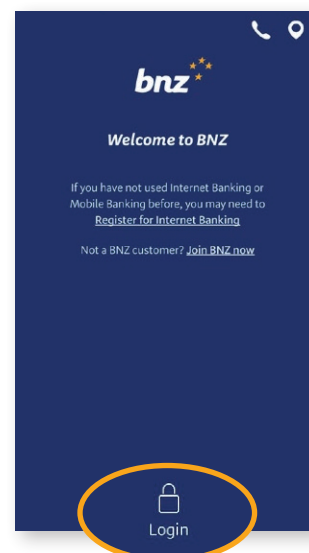 bnz
Welcome to BNZ
If you have not used Internet Banking or
Mobile Banking before, you may need to
Register for Internet Banking
Not a BNZ customer? Join BNZ now
Login